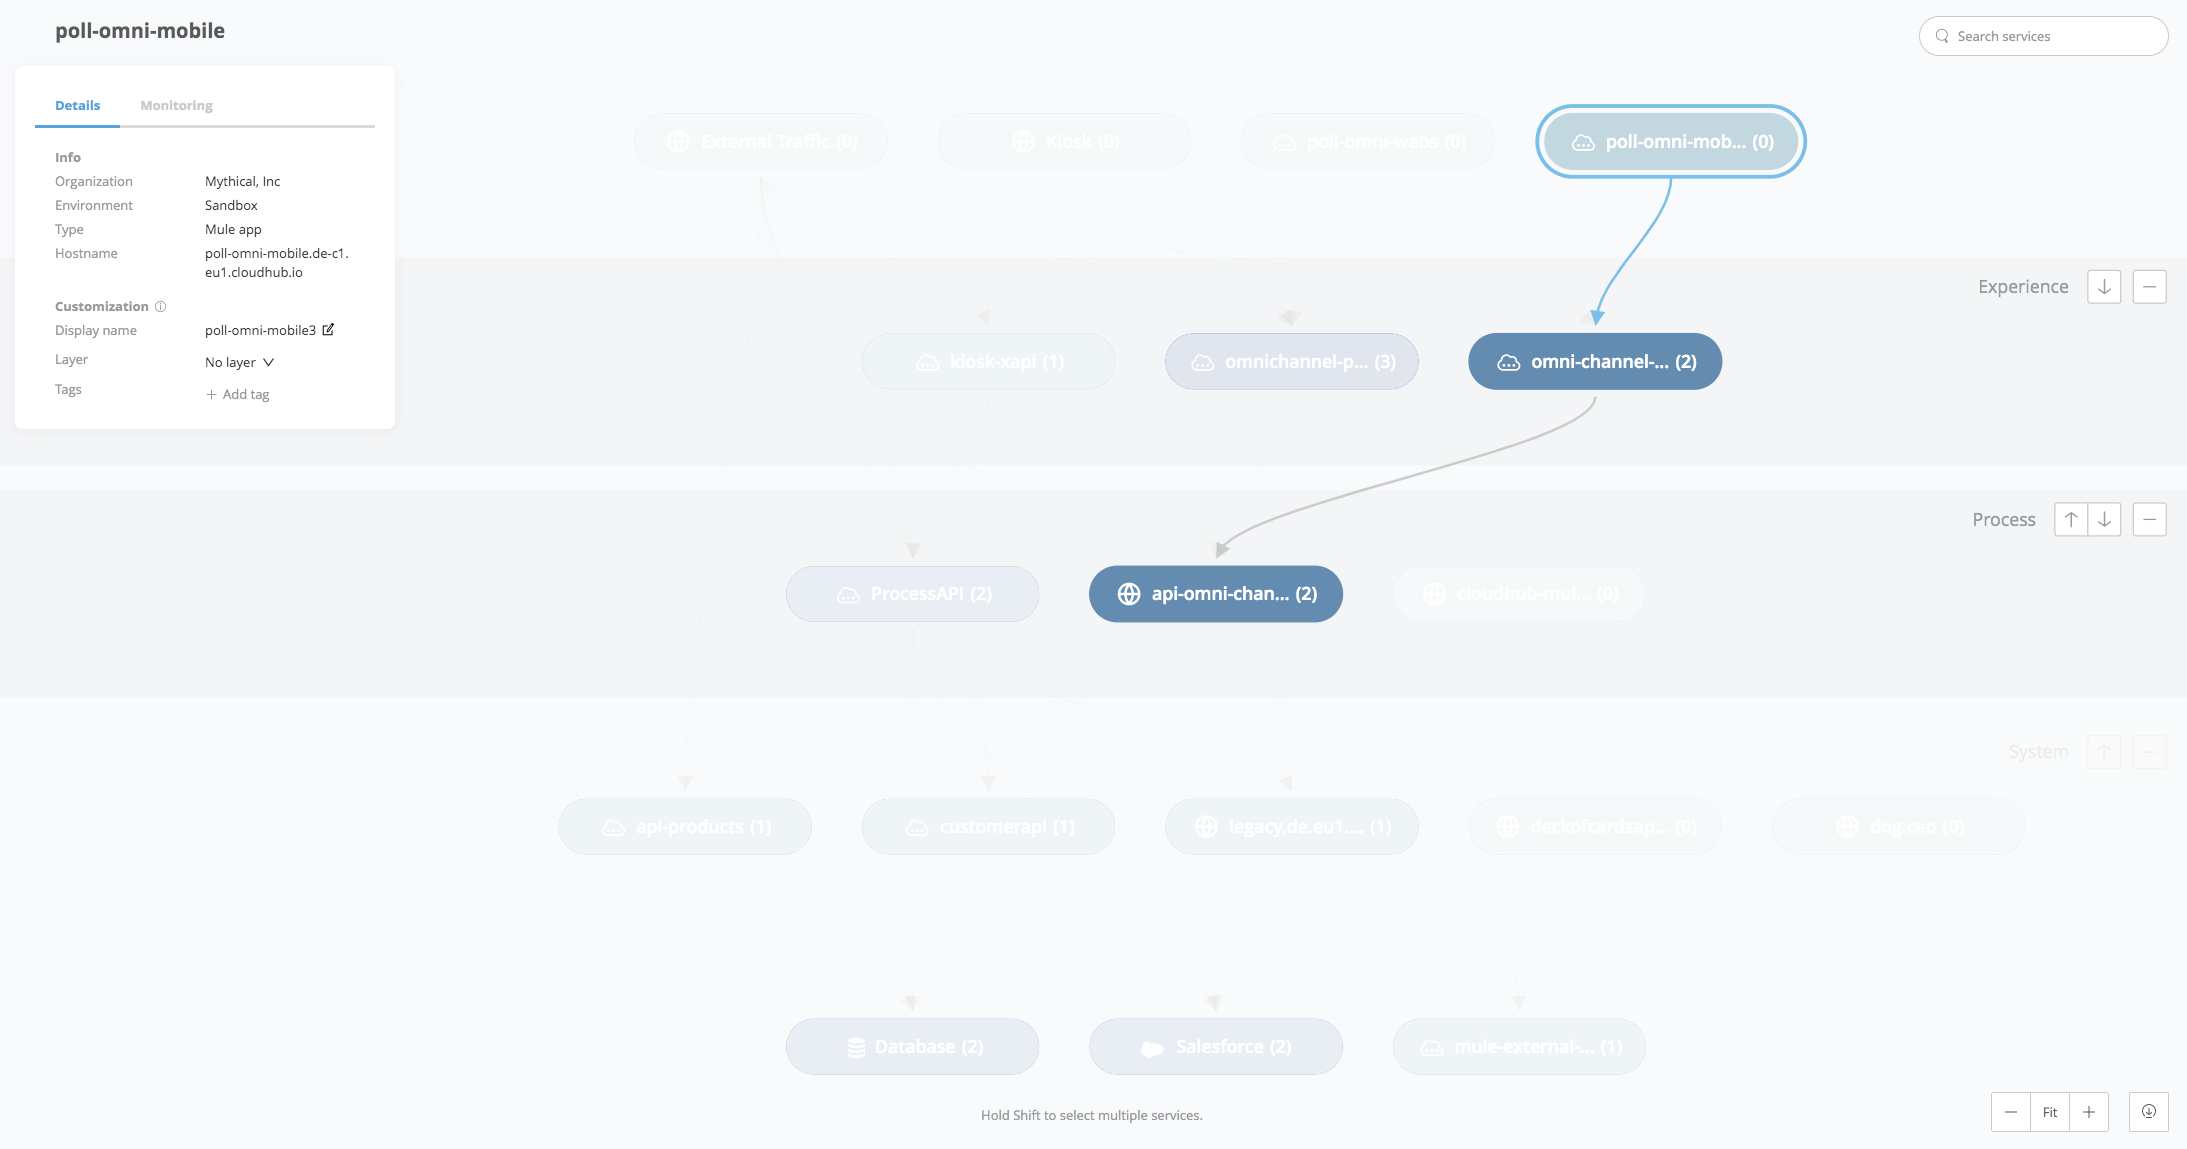 poll-omni-mobile
Search services
Details
Monitoring
Info
Organization
Mythical, Inc
Environment
Sandbox
Type
Mule app
Hostname
poll-omni-mobile.de-c1.
eu1.cloudhub.io
Customization
Display name
poll-omni-mobile3
Layer
No layer
Tags
Add tag
External Traffic (0)
Kiosk (0)
poll-omni-webs (0)
poll-omni-mob... (0)
Experience
kiosk-xapi (1)
omnichannel-p... (3)
omni-channel-... (2)
Process
ProcessAPI (2)
api-omni-chan... (2)
cloudhub-mul... (0)
System
api-products (1)
customerapi (1)
legacy.de.eu1.... (1)
deckofcardsap... (0)
dog.ceo (0)
Database (2)
Salesforce (2)
mule-external-... (1)
Hold Shift to select multiple services.
Fit